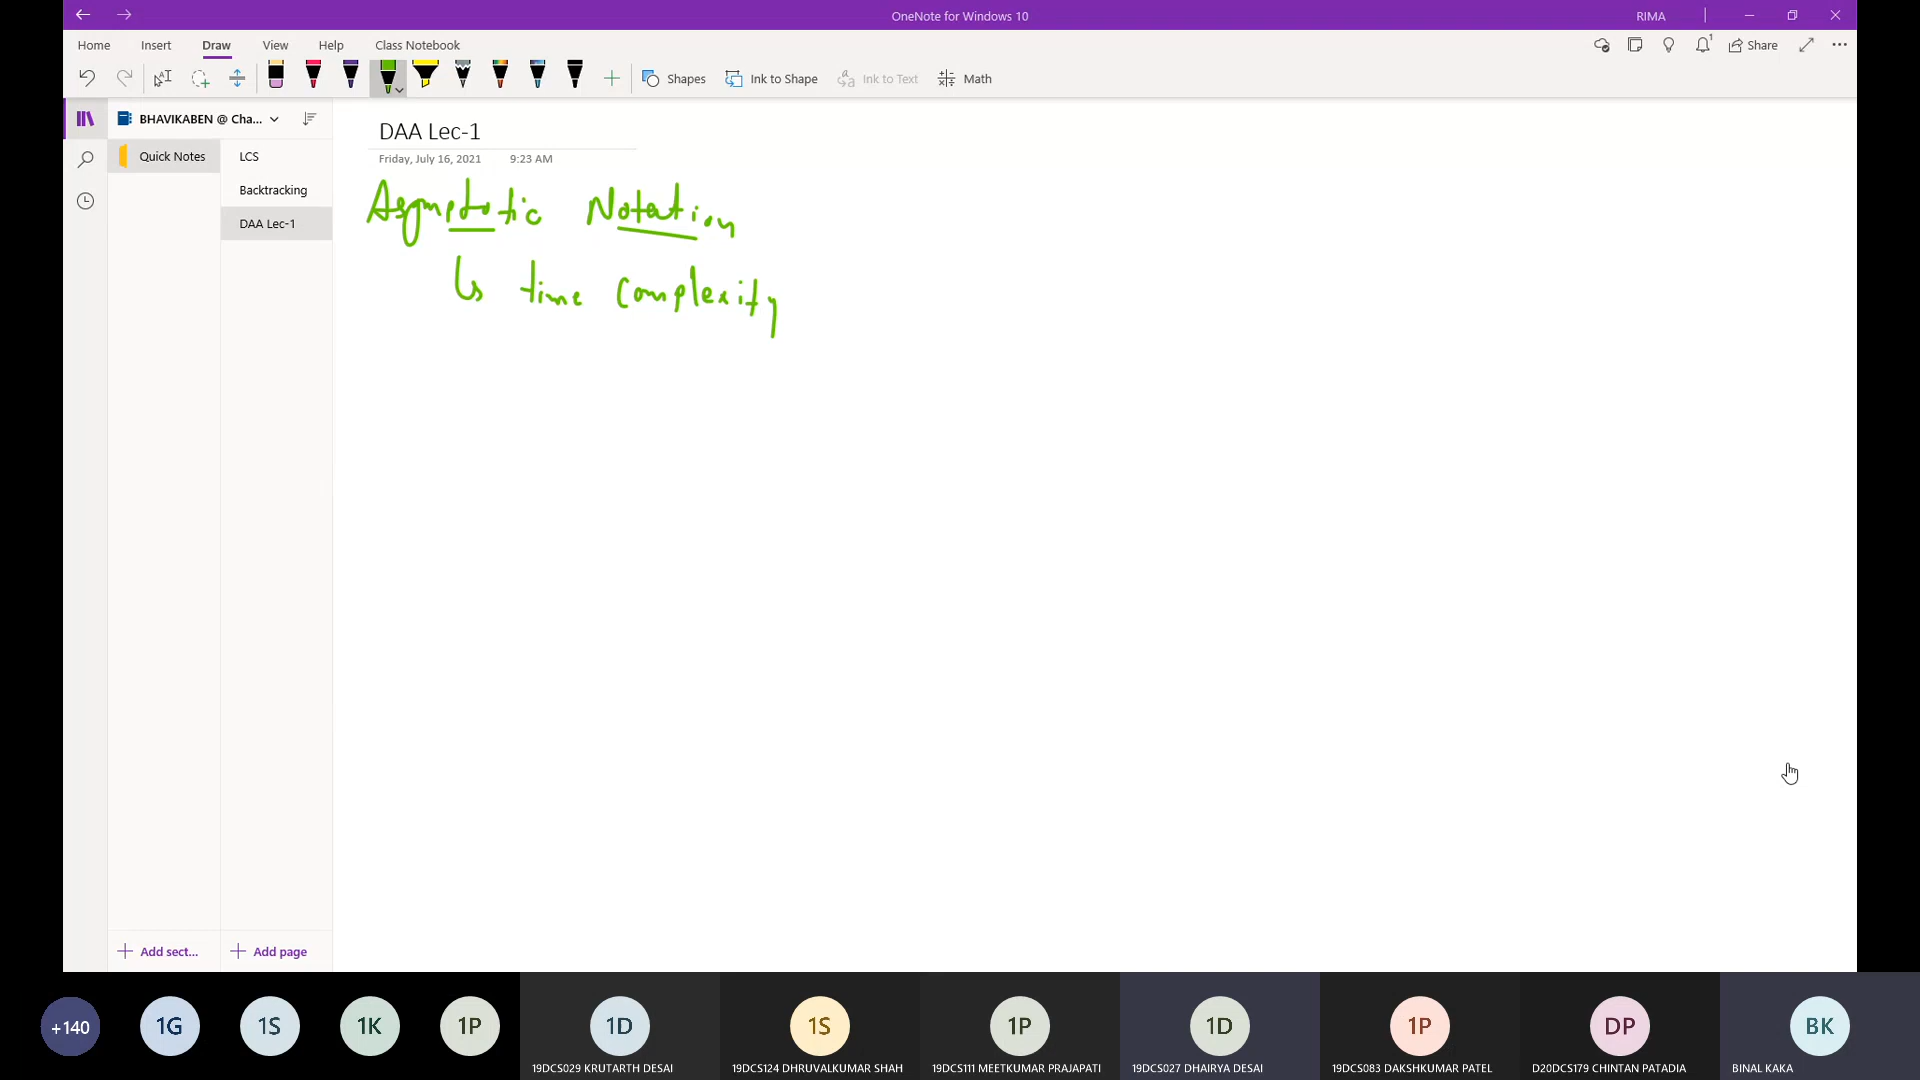 OneNote for Windows 10
RIMA
Home Insert Draw View Help Class Notebook
Share
Shapes Ink to Shape Ink to Text Math
BHAVIKABEN @ Cha...
Quick Notes
LCS
Backtracking
DAA Lec-1
DAA Lec-1
Friday, July 16, 2021 9:23 AM
Asymptotic Notation
↳ time complexity
Add sect...
Add page
+140
1G
1S
1K
1P
1D
1S
1P
1D
1P
DP
BK
19DCS029 KRUTARTH DESAI
19DCS124 DHRUVALKUMAR SHAH
19DCS111 MEETKUMAR PRAJAPATI
19DCS027 DHAIRYA DESAI
19DCS083 DAKSHKUMAR PATEL
D20DCS179 CHINTAN PATADIA
BINAL KAKA